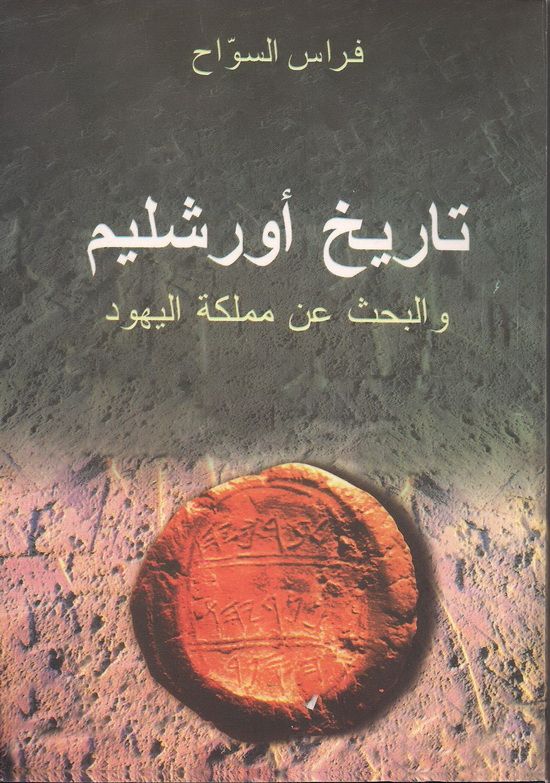 فراس السوّاح
تاريخ أورشليم
والبحث عن مملكة اليهود